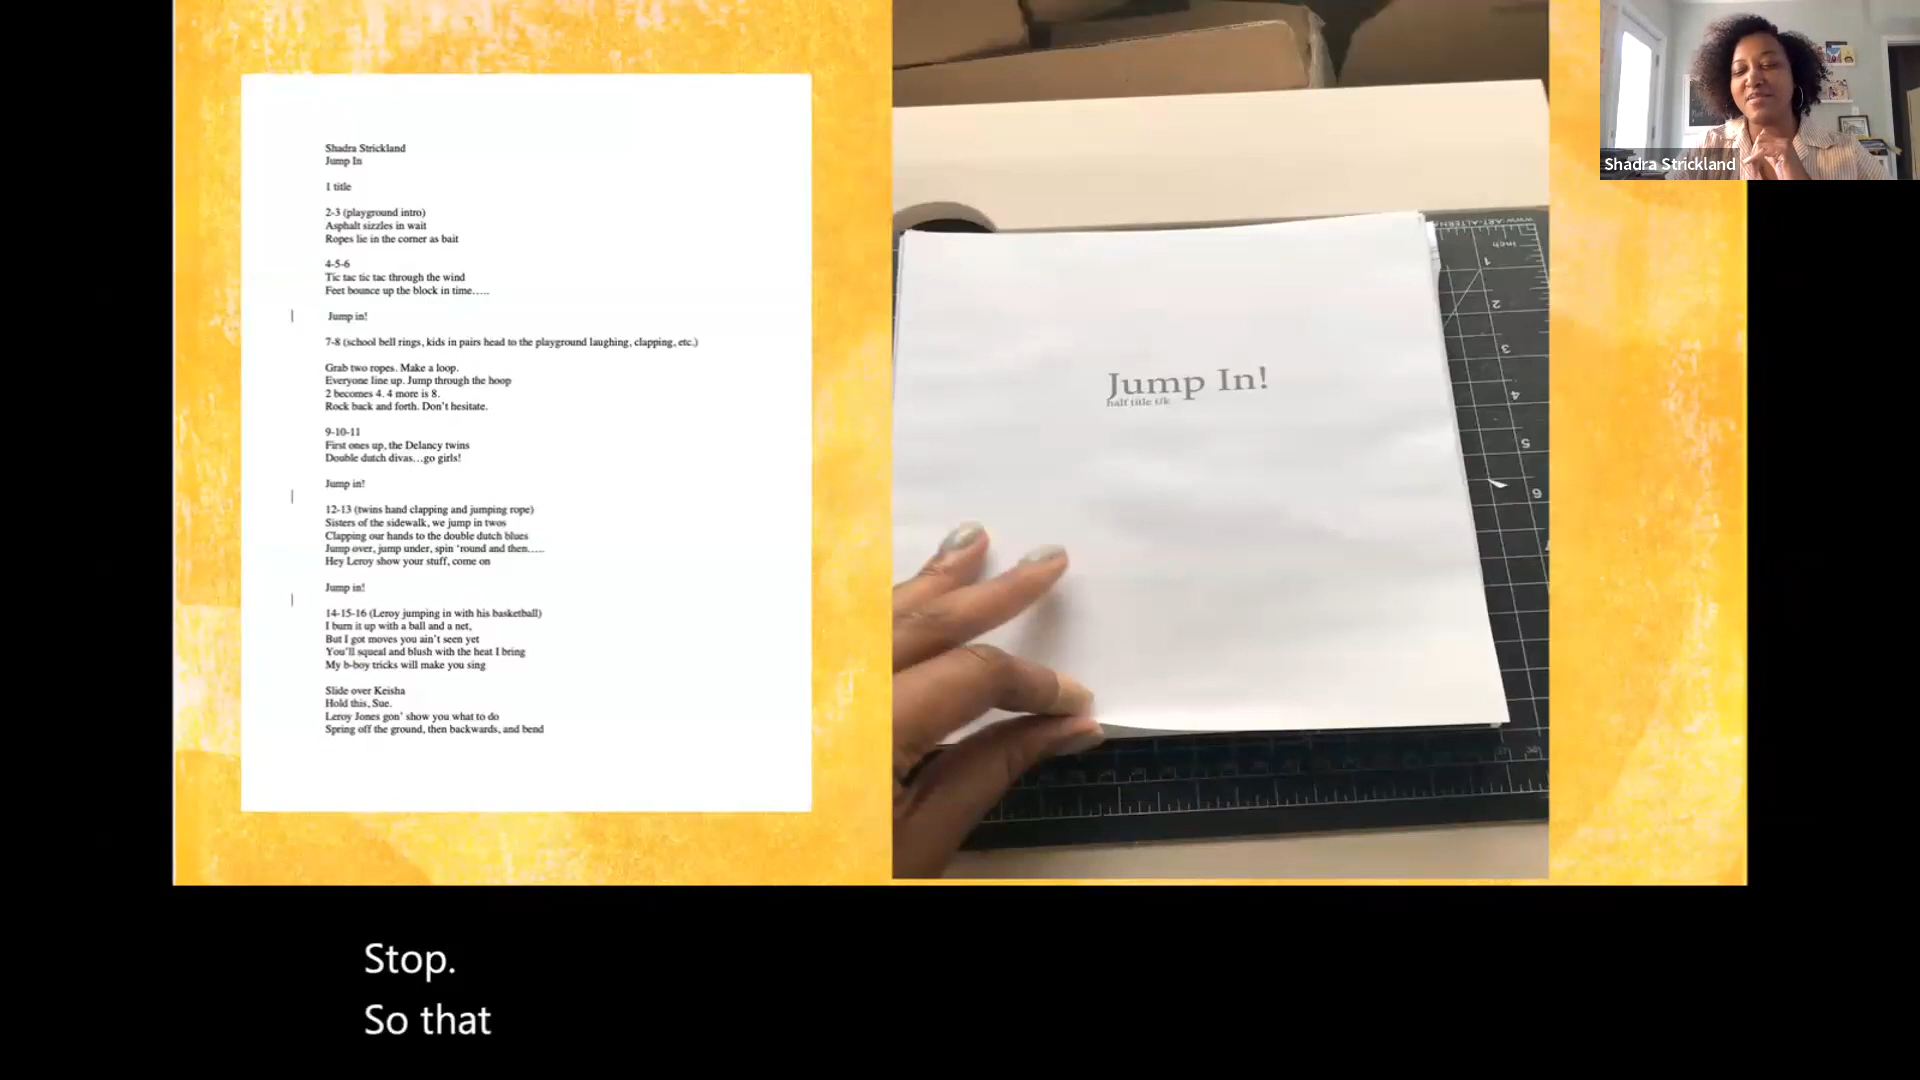 Shadra Strickland
Jump In
1 title
2-3 (playground intro)
Asphalt sizzles in wait
Ropes lie in the corner as bait
4-5-6
Tic tac tic tac through the wind
Feet bounce up the block in time…..
Jump in!
7-8 (school bell rings, kids in pairs head to the playground laughing, clapping, etc.)
Grab two ropes. Make a loop.
Everyone line up. Jump through the hoop
2 becomes 4. 4 more is 8.
Rock back and forth. Don't hesitate.
9-10-11
First ones up, the Delancy twins
Double dutch divas…go girls!
Jump in!
12-13 (twins hand clapping and jumping rope)
Sisters of the sidewalk, we jump in twos
Clapping our hands to the double dutch blues
Jump over, jump under, spin 'round and then…..
Hey Leroy show your stuff, come on
Jump in!
14-15-16 (Leroy jumping in with his basketball)
I burn it up with a ball and a net,
But I got moves you ain't seen yet
You'll squeal and blush with the heat I bring
My b-boy tricks will make you sing
Slide over Keisha
Hold this, Sue.
Leroy Jones gon' show you what to do
Spring off the ground, then backwards, and bend
Jump In!
half title t/k
inch
1
2
3
4
5
6
Shadra Strickland
Stop.
So that